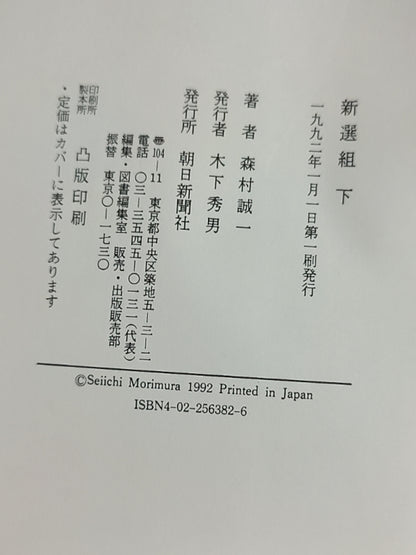 新選組 下
一九九二年一月一日第一刷発行
著者 森村誠一
発行者 木下秀男
発行所 朝日新聞社
〒104-11 東京都中央区築地五-三-二
電話 〇三-三五四五-〇一三一(代表)
編集・図書編集室 販売・出版販売部
振替 東京〇-一七三〇
印刷所
製本所 凸版印刷
・定価はカバーに表示してあります
©Seiichi Morimura 1992 Printed in Japan
ISBN4-02-256382-6